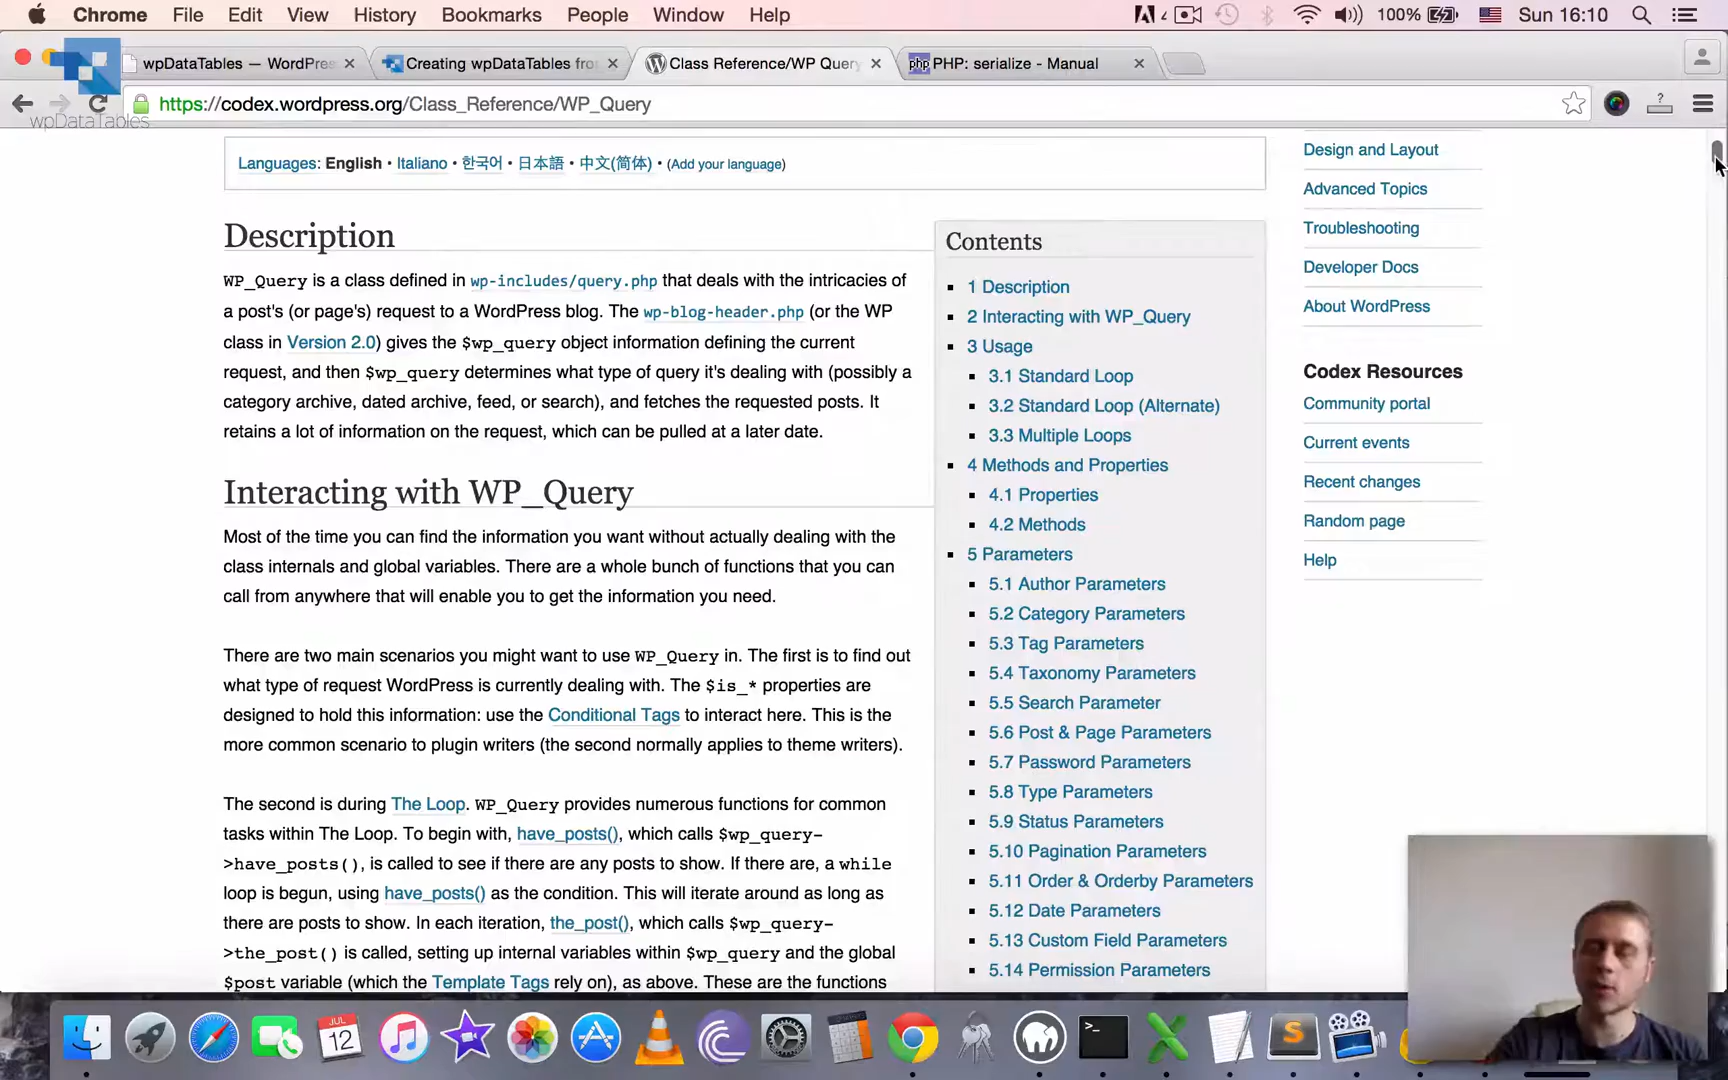 Chrome File Edit View History Bookmarks People Window Help 4 100% Sun 16:10
wpDataTables — WordPres Creating wpDataTables fro Class Reference/WP Query php PHP: serialize - Manual
https://codex.wordpress.org/Class_Reference/WP_Query
wpDataTables
Languages: English • Italiano • 한국어 • 日本語 • 中文(简体) • (Add your language)
Description
WP_Query is a class defined in wp-includes/query.php that deals with the intricacies of
a post's (or page's) request to a WordPress blog. The wp-blog-header.php (or the WP
class in Version 2.0) gives the $wp_query object information defining the current
request, and then $wp_query determines what type of query it's dealing with (possibly a
category archive, dated archive, feed, or search), and fetches the requested posts. It
retains a lot of information on the request, which can be pulled at a later date.
Interacting with WP_Query
Most of the time you can find the information you want without actually dealing with the
class internals and global variables. There are a whole bunch of functions that you can
call from anywhere that will enable you to get the information you need.
There are two main scenarios you might want to use WP_Query in. The first is to find out
what type of request WordPress is currently dealing with. The $is_* properties are
designed to hold this information: use the Conditional Tags to interact here. This is the
more common scenario to plugin writers (the second normally applies to theme writers).
The second is during The Loop. WP_Query provides numerous functions for common
tasks within The Loop. To begin with, have_posts(), which calls $wp_query-
>have_posts(), is called to see if there are any posts to show. If there are, a while
loop is begun, using have_posts() as the condition. This will iterate around as long as
there are posts to show. In each iteration, the_post(), which calls $wp_query-
>the_post() is called, setting up internal variables within $wp_query and the global
$post variable (which the Template Tags rely on), as above. These are the functions
Contents
1 Description
2 Interacting with WP_Query
3 Usage
3.1 Standard Loop
3.2 Standard Loop (Alternate)
3.3 Multiple Loops
4 Methods and Properties
4.1 Properties
4.2 Methods
5 Parameters
5.1 Author Parameters
5.2 Category Parameters
5.3 Tag Parameters
5.4 Taxonomy Parameters
5.5 Search Parameter
5.6 Post & Page Parameters
5.7 Password Parameters
5.8 Type Parameters
5.9 Status Parameters
5.10 Pagination Parameters
5.11 Order & Orderby Parameters
5.12 Date Parameters
5.13 Custom Field Parameters
5.14 Permission Parameters
Design and Layout
Advanced Topics
Troubleshooting
Developer Docs
About WordPress
Codex Resources
Community portal
Current events
Recent changes
Random page
Help
JUL
12